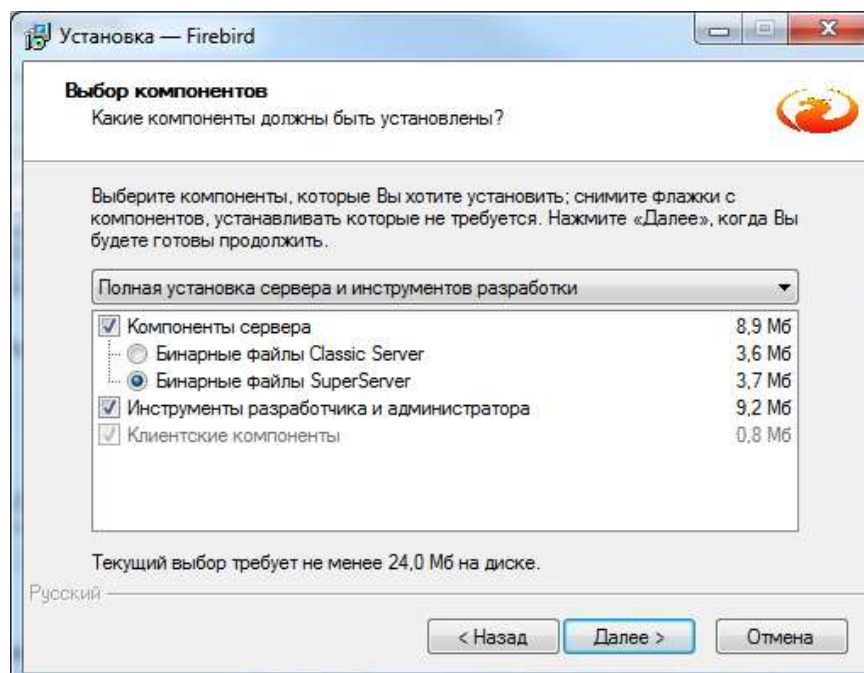 Установка — Firebird
Выбор компонентов
Какие компоненты должны быть установлены?
Выберите компоненты, которые Вы хотите установить; снимите флажки с
компонентов, устанавливать которые не требуется. Нажмите «Далее», когда Вы
будете готовы продолжить.
Полная установка сервера и инструментов разработки
Компоненты сервера 8,9 Мб
Бинарные файлы Classic Server 3,6 Мб
Бинарные файлы SuperServer 3,7 Мб
Инструменты разработчика и администратора 9,2 Мб
Клиентские компоненты 0,8 Мб
Текущий выбор требует не менее 24,0 Мб на диске.
Русский
< Назад Далее > Отмена